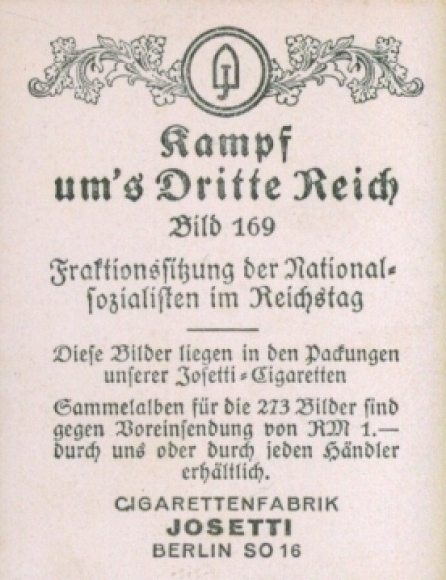 Kampf
um's Dritte Reich
Bild 169
Fraktionssitzung der National-
sozialisten im Reichstag
Diese Bilder liegen in den Packungen
unserer Josetti-Cigaretten
Sammelalben für die 273 Bilder sind
gegen Voreinsendung von RM 1.—
durch uns oder durch jeden Händler
erhältlich.
CIGARETTENFABRIK
JOSETTI
BERLIN SO 16